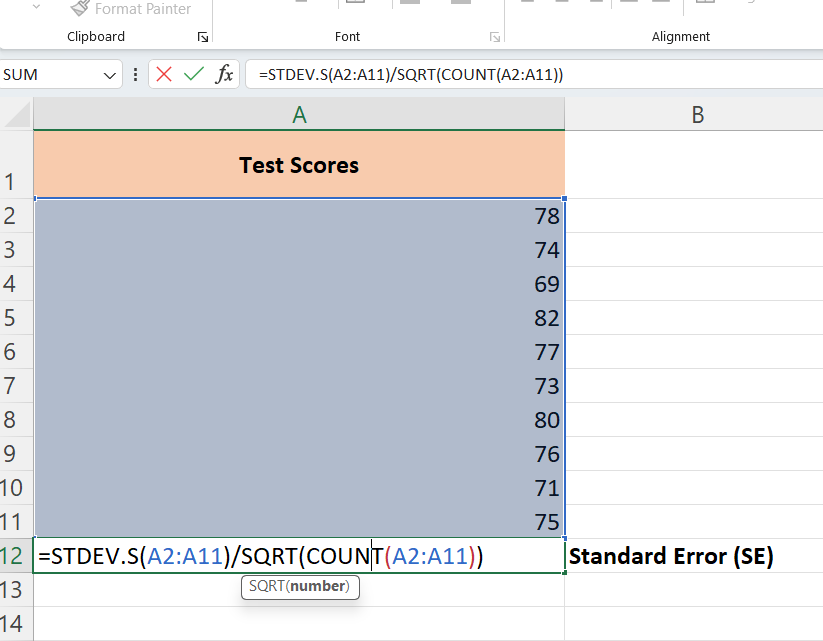 Format Painter
Clipboard Font Alignment
SUM fx =STDEV.S(A2:A11)/SQRT(COUNT(A2:A11))
A B
1 Test Scores
2 78
3 74
4 69
5 82
6 77
7 73
8 80
9 76
10 71
11 75
12 =STDEV.S(A2:A11)/SQRT(COUNT(A2:A11)) Standard Error (SE)
SQRT(number)
13
14